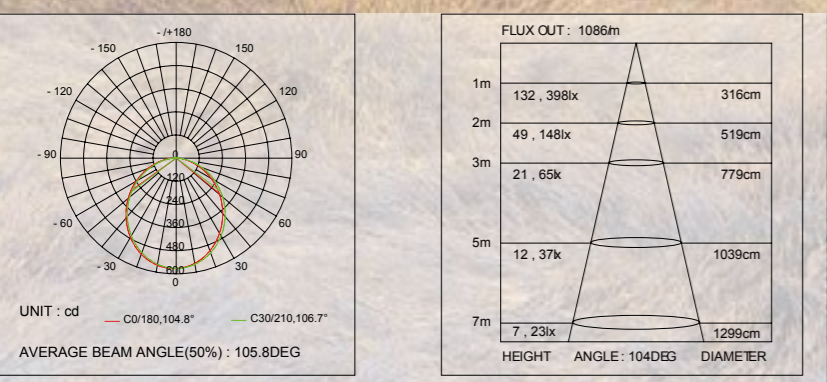 -/+180
- 150 150
- 120 120
- 90 90
- 60 60
- 30 30
0
0
120
240
360
480
600
UNIT : cd
C0/180,104.8° C30/210,106.7°
AVERAGE BEAM ANGLE(50%) : 105.8DEG
FLUX OUT : 1086lm
1m 132 , 398lx 316cm
2m 49 , 148lx 519cm
3m 21 , 65lx 779cm
5m 12 , 37lx 1039cm
7m 7 , 23lx 1299cm
HEIGHT ANGLE : 104DEG DIAMETER